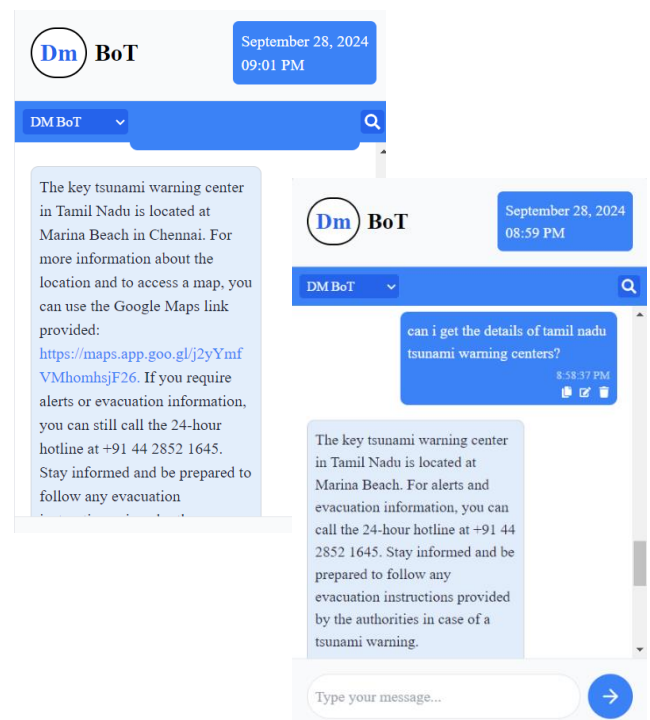 Dm BoT
September 28, 2024
09:01 PM
DM BoT
The key tsunami warning center
in Tamil Nadu is located at
Marina Beach in Chennai. For
more information about the
location and to access a map, you
can use the Google Maps link
provided:
https://maps.app.goo.gl/j2yYmf
VMhomhsjF26. If you require
alerts or evacuation information,
you can still call the 24-hour
hotline at +91 44 2852 1645.
Stay informed and be prepared to
follow any evacuation
Dm BoT
September 28, 2024
08:59 PM
DM BoT
can i get the details of tamil nadu
tsunami warning centers?
8:58:37 PM
The key tsunami warning center
in Tamil Nadu is located at
Marina Beach. For alerts and
evacuation information, you can
call the 24-hour hotline at +91 44
2852 1645. Stay informed and be
prepared to follow any
evacuation instructions provided
by the authorities in case of a
tsunami warning.
Type your message...